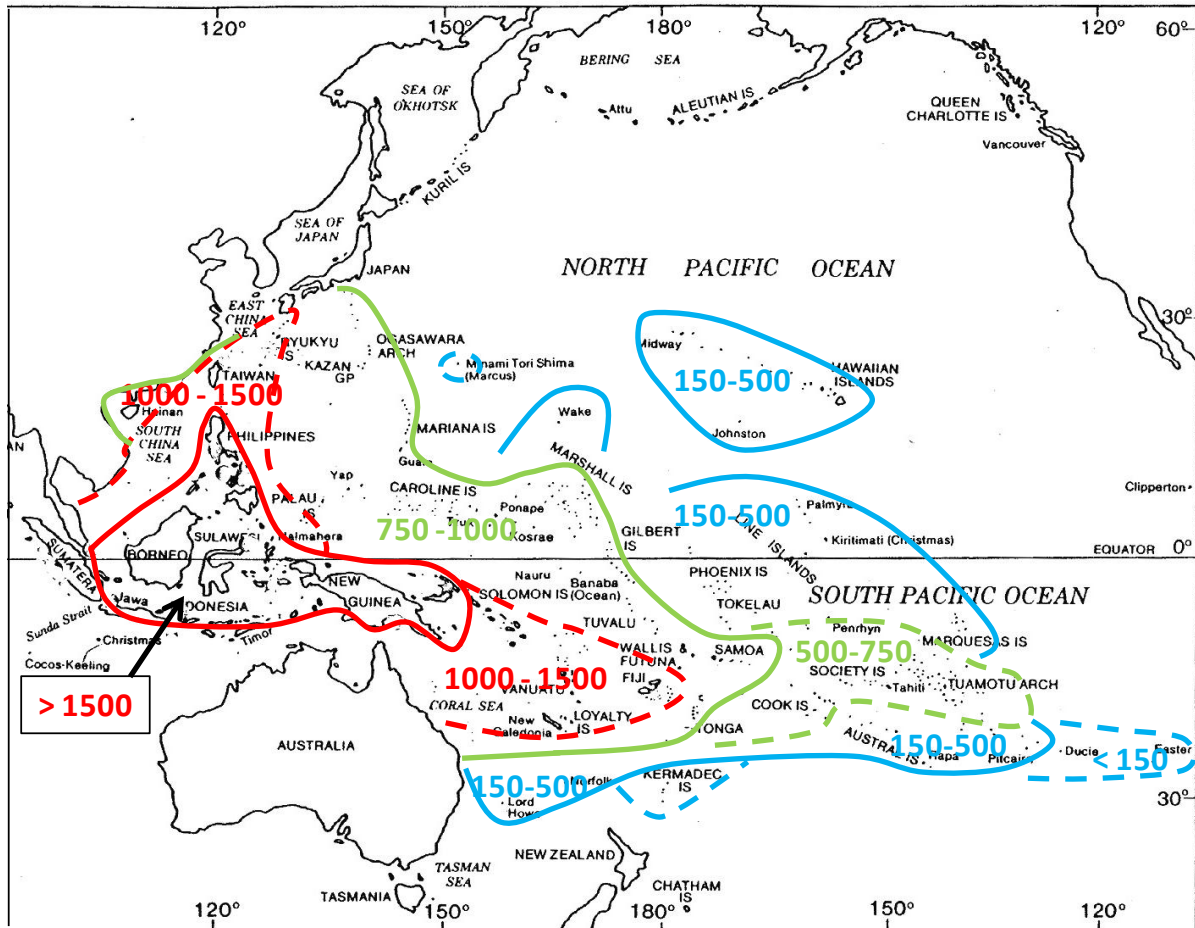 120°
150°
180°
150°
120°
60°
BERING SEA
SEA OF
OKHOTSK
Attu
ALEUTIAN IS
QUEEN
CHARLOTTE IS
Vancouver
KURIL IS
SEA OF
JAPAN
JAPAN
NORTH PACIFIC OCEAN
EAST
CHINA
SEA
30°
RYUKYU
IS
OGASAWARA
ARCH
KAZAN
GP
Minami Tori Shima
(Marcus)
Midway
HAWAIIAN
ISLANDS
150-500
TAIWAN
1000 - 1500
Hainan
SOUTH
CHINA
SEA
PHILIPPINES
MARIANA IS
Guam
Wake
Johnston
MARSHALL IS
Yap
CAROLINE IS
PALAU
IS
Truk
Ponape
Kosrae
750 -1000
150-500
Palmyra
LINE ISLANDS
Clipperton
GILBERT
IS
Kiritimati (Christmas)
EQUATOR
0°
SUMATERA
BORNEO
SULAWESI
Halmahera
NEW
GUINEA
Nauru
SOLOMON IS
Banaba
(Ocean)
PHOENIX IS
SOUTH PACIFIC OCEAN
Jawa
DONESIA
Sunda Strait
Timor
Christmas
Cocos-Keeling
TUVALU
TOKELAU
Penrhyn
MARQUESAS IS
> 1500
WALLIS &
FUTUNA
SAMOA
500-750
1000 - 1500
FIJI
SOCIETY IS
Tahiti
TUAMOTU ARCH
VANUATU
CORAL SEA
COOK IS
New
Caledonia
LOYALTY
IS
TONGA
AUSTRAL IS
150-500
Rapa
Pitcairn
Ducie
< 150
Easter
AUSTRALIA
150-500
Norfolk
KERMADEC
IS
Lord
Howe
30°
NEW ZEALAND
TASMAN
SEA
TASMANIA
CHATHAM
IS
120°
150°
180°
150°
120°